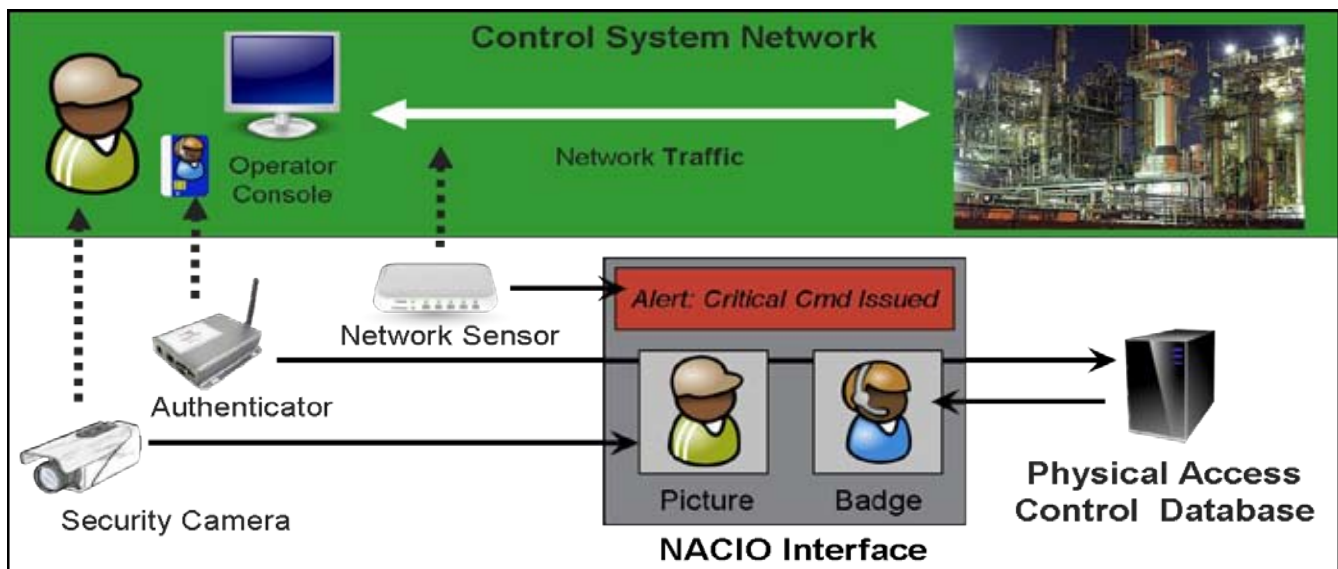 Control System Network
Operator
Console
Network Traffic
Alert: Critical Cmd Issued
Network Sensor
Authenticator
Security Camera
Picture
Badge
NACIO Interface
Physical Access
Control Database